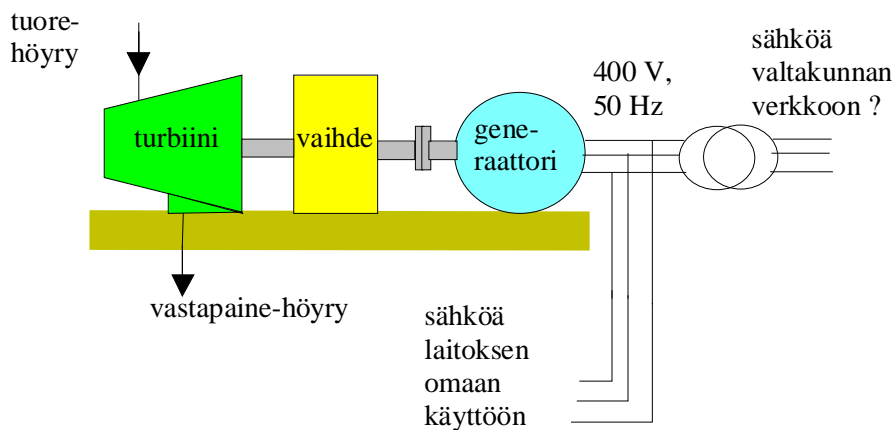 tuore-
höyry
turbiini
vaihde
gene-
raattori
400 V,
50 Hz
sähköä
valtakunnan
verkkoon ?
vastapaine-höyry
sähköä
laitoksen
omaan
käyttöön